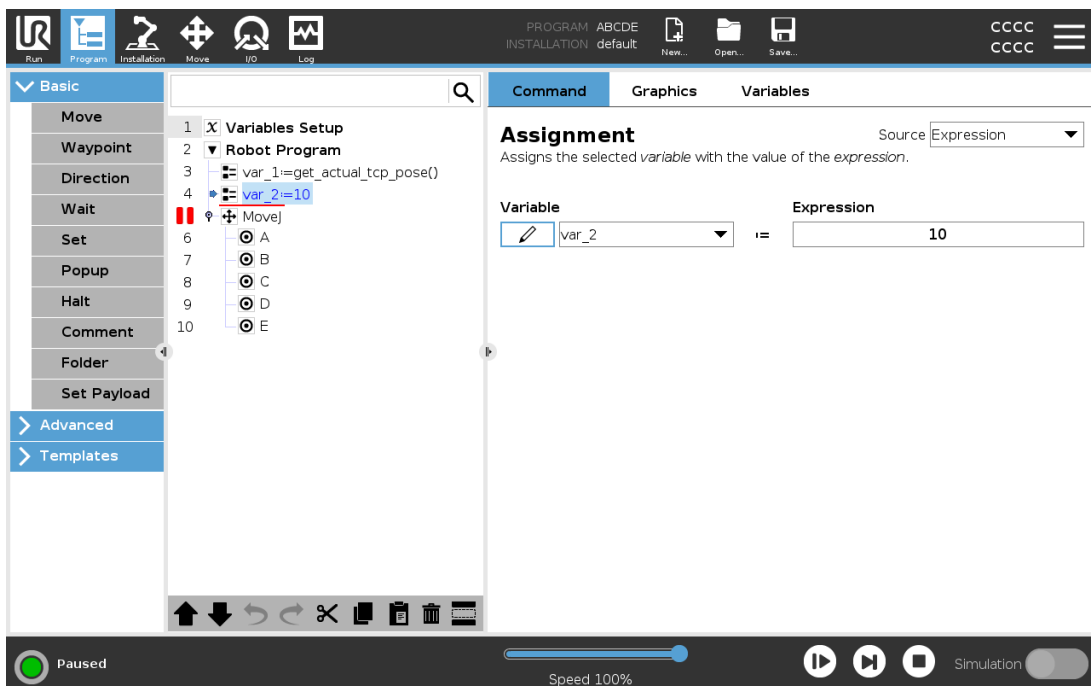 UR
Run
Program
Installation
Move
I/O
Log
PROGRAM ABCDE
INSTALLATION default
New...
Open...
Save...
CCCC
CCCC
Basic
Move
Waypoint
Direction
Wait
Set
Popup
Halt
Comment
Folder
Set Payload
Advanced
Templates
1 X Variables Setup
2 Robot Program
3 var_1:=get_actual_tcp_pose()
4 var_2:=10
MoveJ
6 A
7 B
8 C
9 D
10 E
Command Graphics Variables
Assignment
Source Expression
Assigns the selected variable with the value of the expression.
Variable Expression
var_2 := 10
Paused
Speed 100%
Simulation